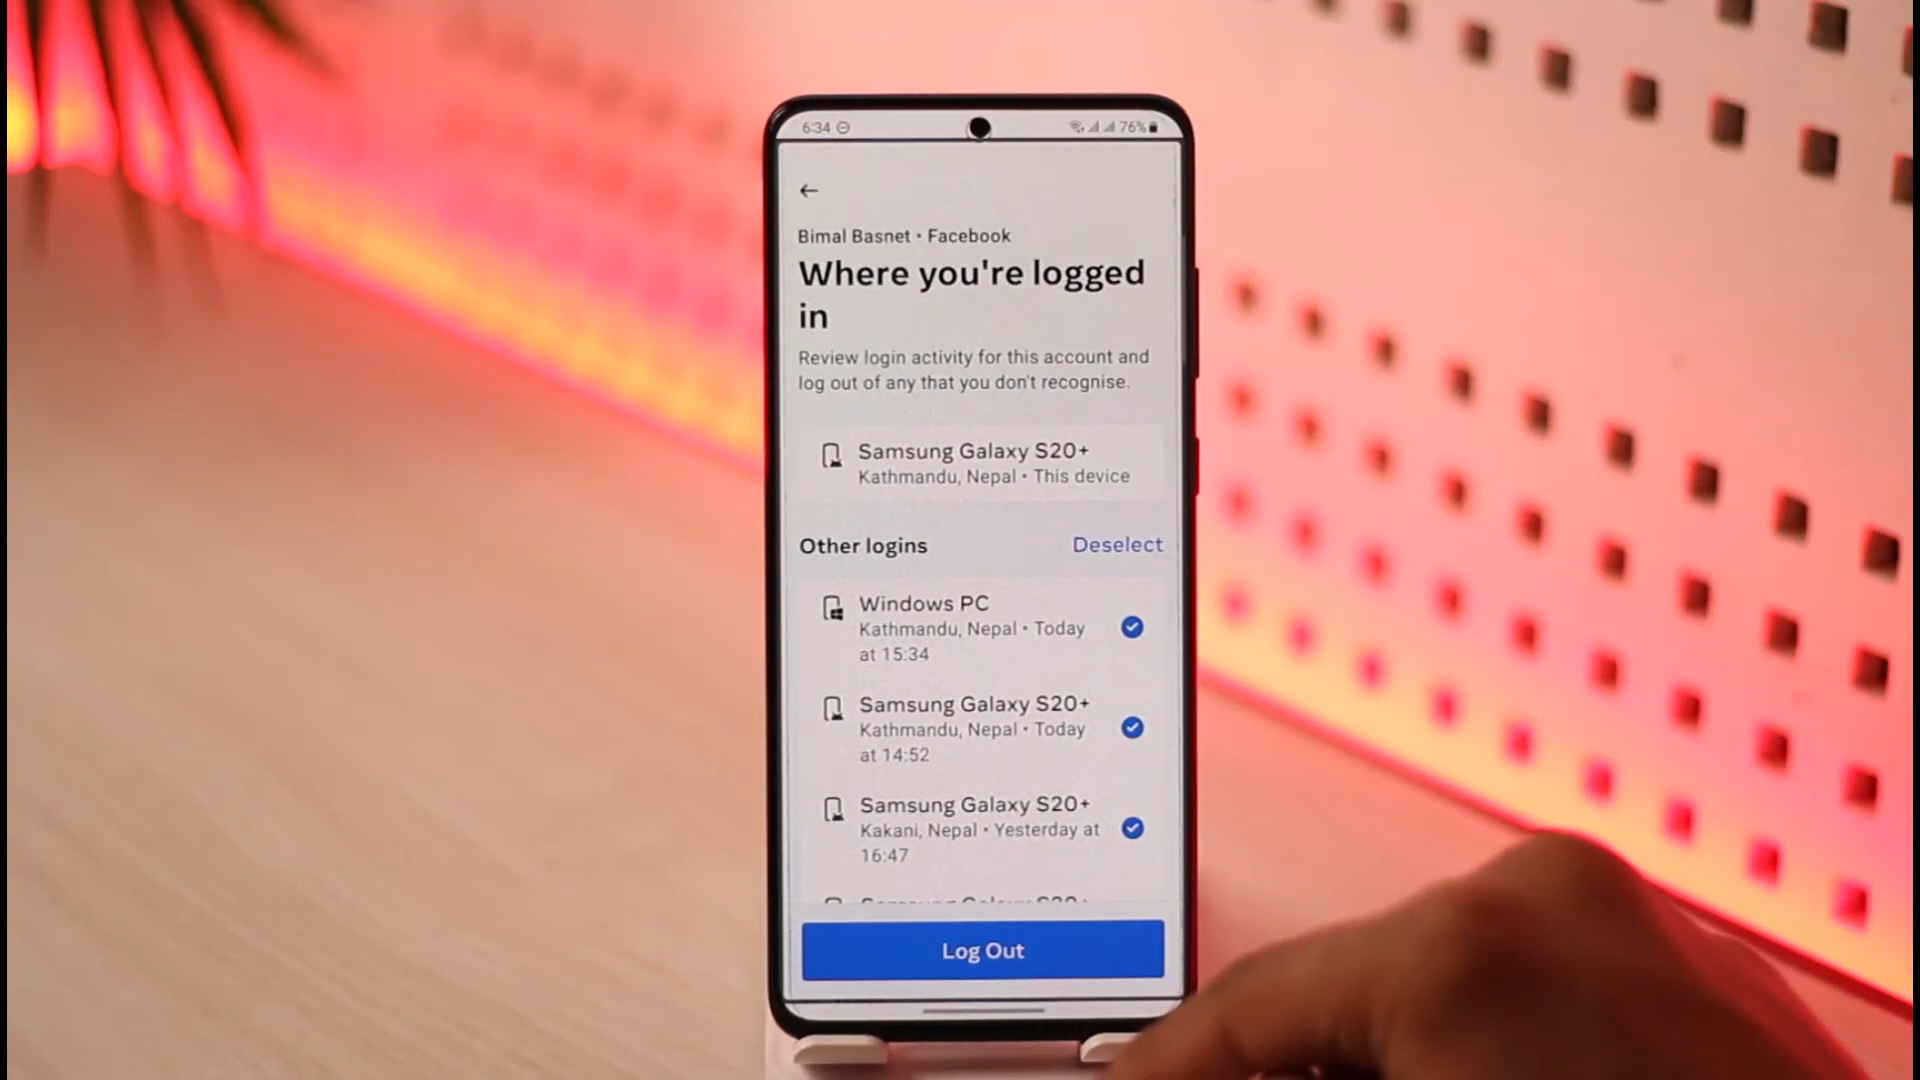 6:34 76%
Bimal Basnet • Facebook
Where you're logged
in
Review login activity for this account and
log out of any that you don't recognise.
Samsung Galaxy S20+
Kathmandu, Nepal • This device
Other logins Deselect
Windows PC
Kathmandu, Nepal • Today
at 15:34
Samsung Galaxy S20+
Kathmandu, Nepal • Today
at 14:52
Samsung Galaxy S20+
Kakani, Nepal • Yesterday at
16:47
Log Out